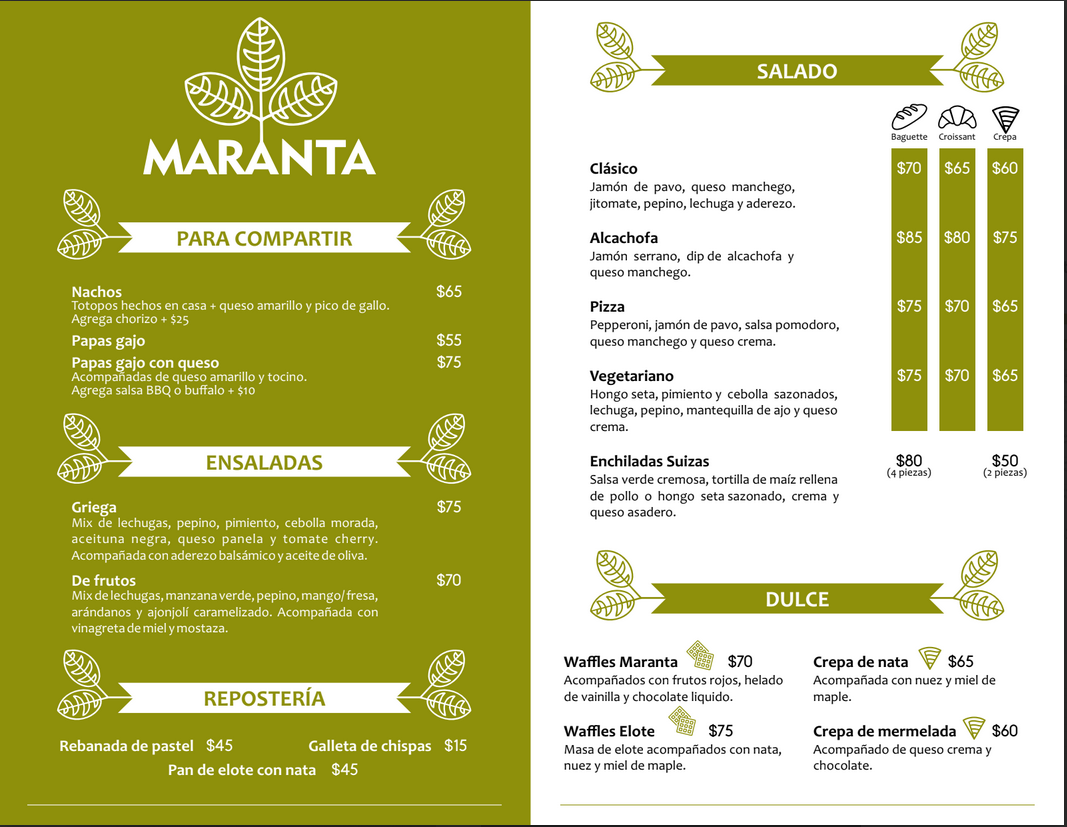 MARANTA
PARA COMPARTIR
Nachos $65
Totopos hechos en casa + queso amarillo y pico de gallo.
Agrega chorizo + $25
Papas gajo $55
Papas gajo con queso $75
Acompañadas de queso amarillo y tocino.
Agrega salsa BBQ o buffalo + $10
ENSALADAS
Griega $75
Mix de lechugas, pepino, pimiento, cebolla morada,
aceituna negra, queso panela y tomate cherry.
Acompañada con aderezo balsámico y aceite de oliva.
De frutos $70
Mix de lechugas, manzana verde, pepino, mango/ fresa,
arándanos y ajonjolí caramelizado. Acompañada con
vinagreta de miel y mostaza.
REPOSTERÍA
Rebanada de pastel $45 Galleta de chispas $15
Pan de elote con nata $45
SALADO
Baguette Croissant Crepa
Clásico $70 $65 $60
Jamón de pavo, queso manchego,
jitomate, pepino, lechuga y aderezo.
Alcachofa $85 $80 $75
Jamón serrano, dip de alcachofa y
queso manchego.
Pizza $75 $70 $65
Pepperoni, jamón de pavo, salsa pomodoro,
queso manchego y queso crema.
Vegetariano $75 $70 $65
Hongo seta, pimiento y cebolla sazonados,
lechuga, pepino, mantequilla de ajo y queso
crema.
Enchiladas Suizas $80 $50
(4 piezas) (2 piezas)
Salsa verde cremosa, tortilla de maíz rellena
de pollo o hongo seta sazonado, crema y
queso asadero.
DULCE
Waffles Maranta $70
Acompañados con frutos rojos, helado
de vainilla y chocolate liquido.
Waffles Elote $75
Masa de elote acompañados con nata,
nuez y miel de maple.
Crepa de nata $65
Acompañada con nuez y miel de
maple.
Crepa de mermelada $60
Acompañado de queso crema y
chocolate.